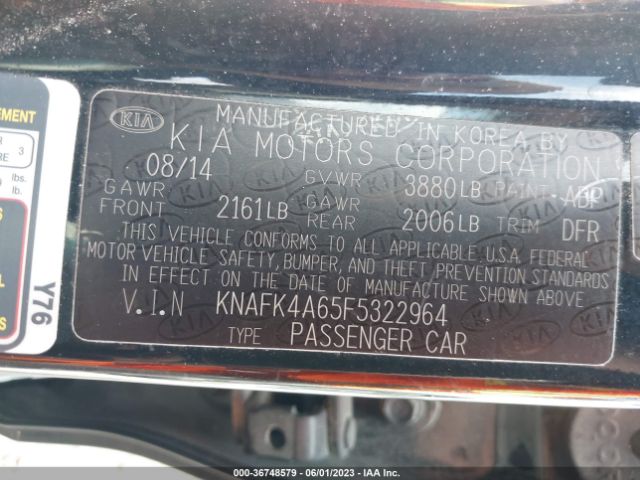 KIA
MANUFACTURED IN KOREA BY
KIA MOTORS CORPORATION
08/14 GVWR 3880LB PAINT ABP
GAWR FRONT 2161LB GAWR REAR 2006LB TRIM DFR
THIS VEHICLE CONFORMS TO ALL APPLICABLE U.S.A. FEDERAL
MOTOR VEHICLE SAFETY, BUMPER, AND THEFT PREVENTION STANDARDS
IN EFFECT ON THE DATE OF MANUFACTURE SHOWN ABOVE
V.I.N KNAFK4A65F5322964
TYPE PASSENGER CAR
3
lbs.
lb.
Y76
000-36748579 - 06/01/2023 - IAA Inc.